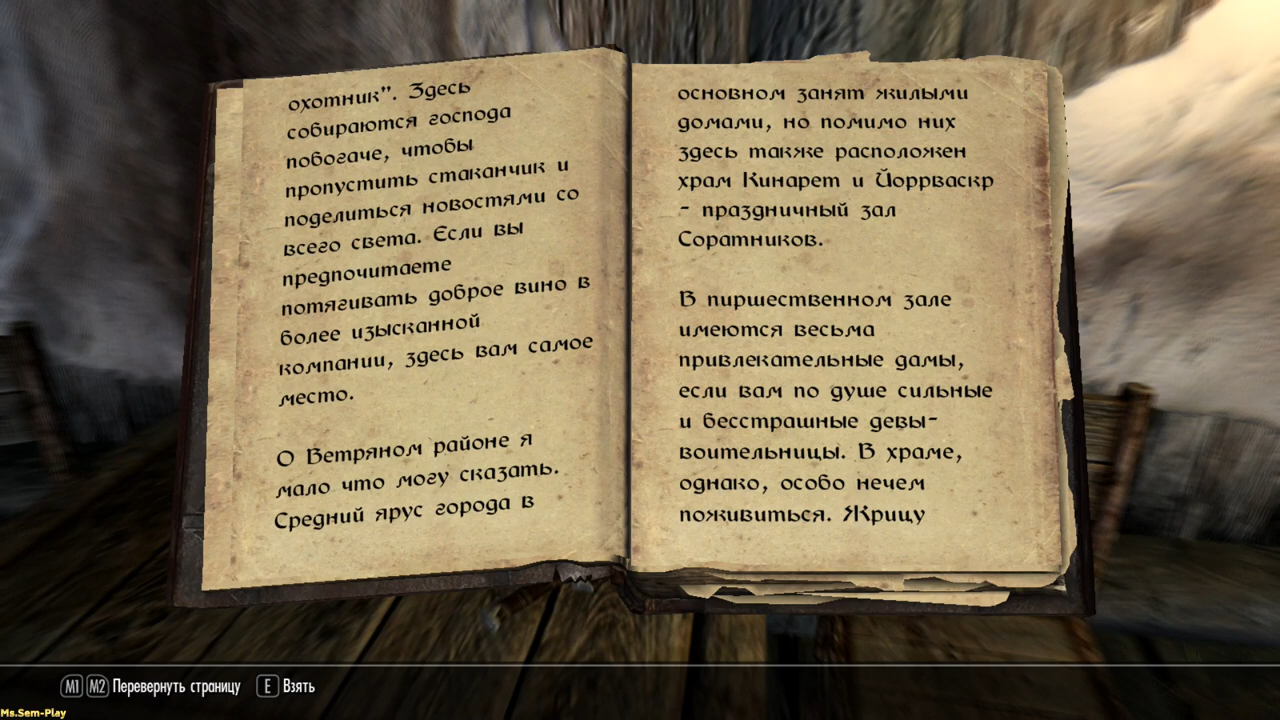 охотник". Здесь
собираются господа
побогаче, чтобы
пропустить стаканчик и
поделиться новостями со
всего света. Если вы
предпочитаете
потягивать доброе вино в
более изысканной
компании, здесь вам самое
место.
О Ветряном районе я
мало что могу сказать.
Средний ярус города в
основном занят жилыми
домами, но помимо них
здесь также расположен
храм Кинарет и Йоррваскр
- праздничный зал
Соратников.
В пиршественном зале
имеются весьма
привлекательные дамы,
если вам по душе сильные
и бесстрашные девы-
воительницы. В храме,
однако, особо нечем
поживиться. Жрицу
M1 M2 Перевернуть страницу E Взять
Ms.Sem-Play